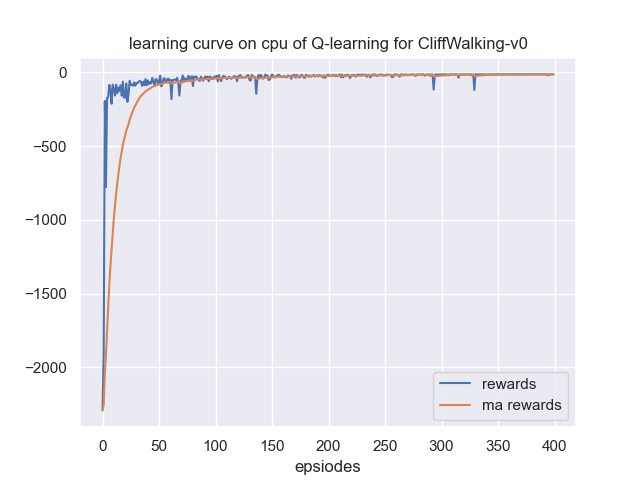 learning curve on cpu of Q-learning for CliffWalking-v0
0
−500
−1000
−1500
−2000
0 50 100 150 200 250 300 350 400
epsiodes
rewards
ma rewards